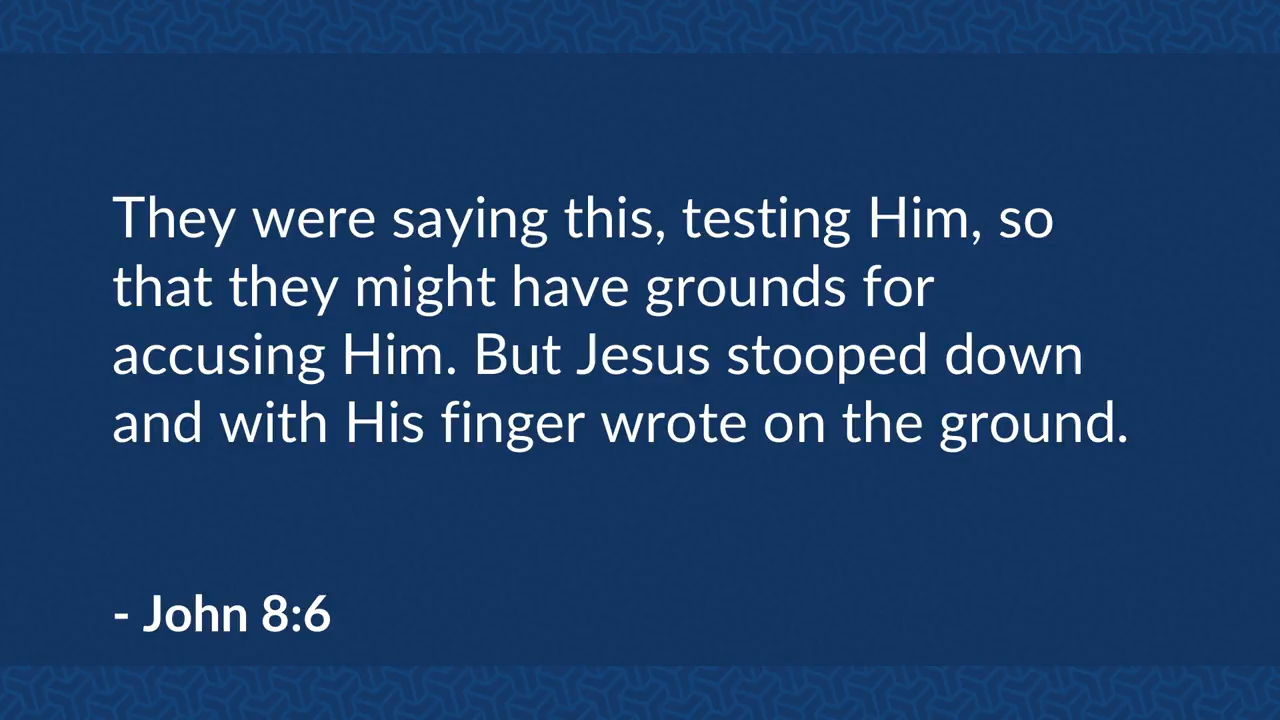 They were saying this, testing Him, so
that they might have grounds for
accusing Him. But Jesus stooped down
and with His finger wrote on the ground.
- John 8:6